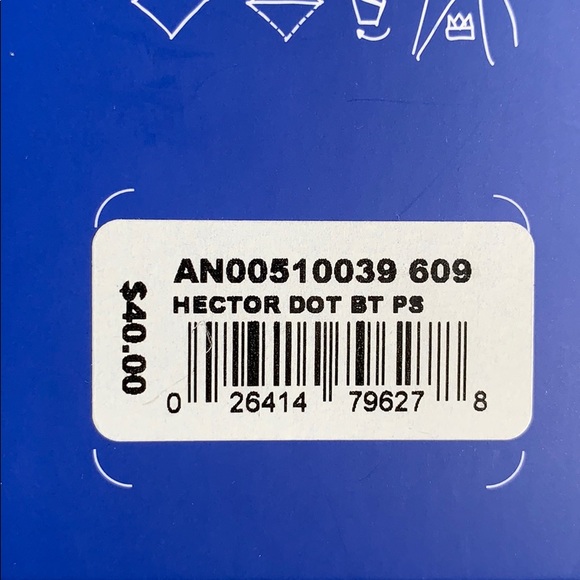 AN00510039 609
HECTOR DOT BT PS
$40.00
0 26414 79627 8